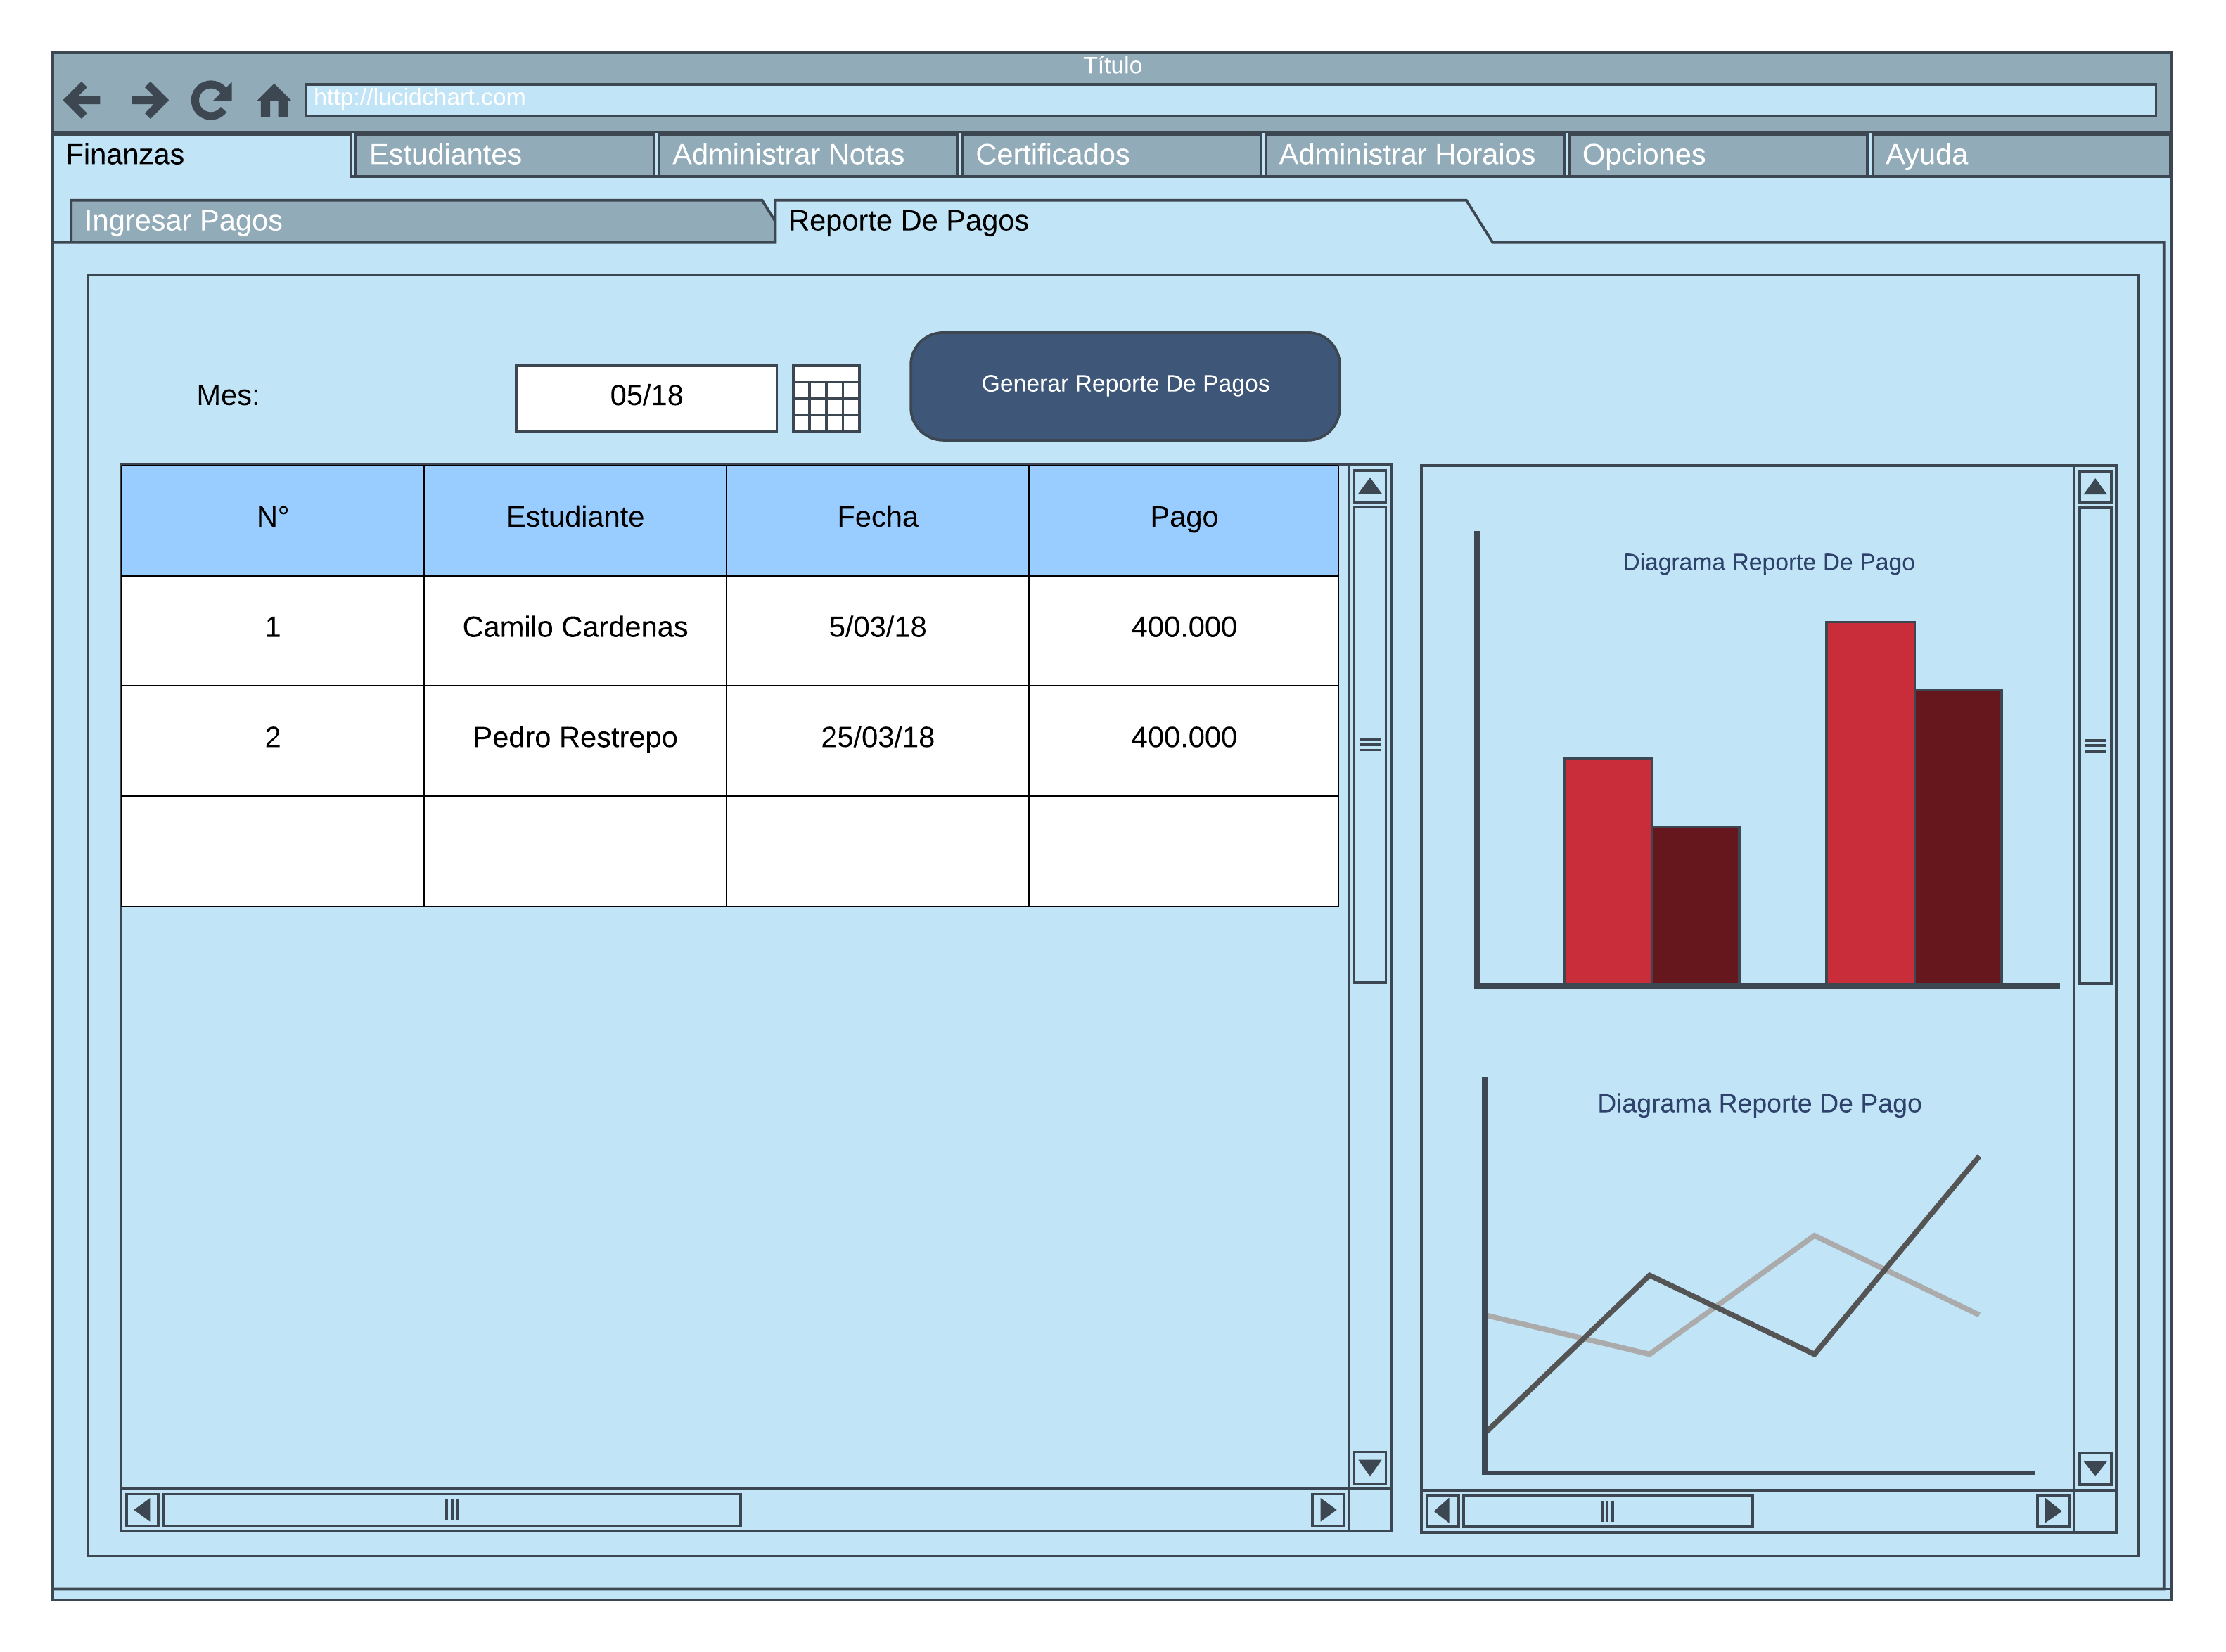 Título
http://lucidchart.com
Finanzas Estudiantes Administrar Notas Certificados Administrar Horaios Opciones Ayuda
Ingresar Pagos Reporte De Pagos
Mes: 05/18 Generar Reporte De Pagos
N° Estudiante Fecha Pago
1 Camilo Cardenas 5/03/18 400.000
2 Pedro Restrepo 25/03/18 400.000
Diagrama Reporte De Pago
Diagrama Reporte De Pago